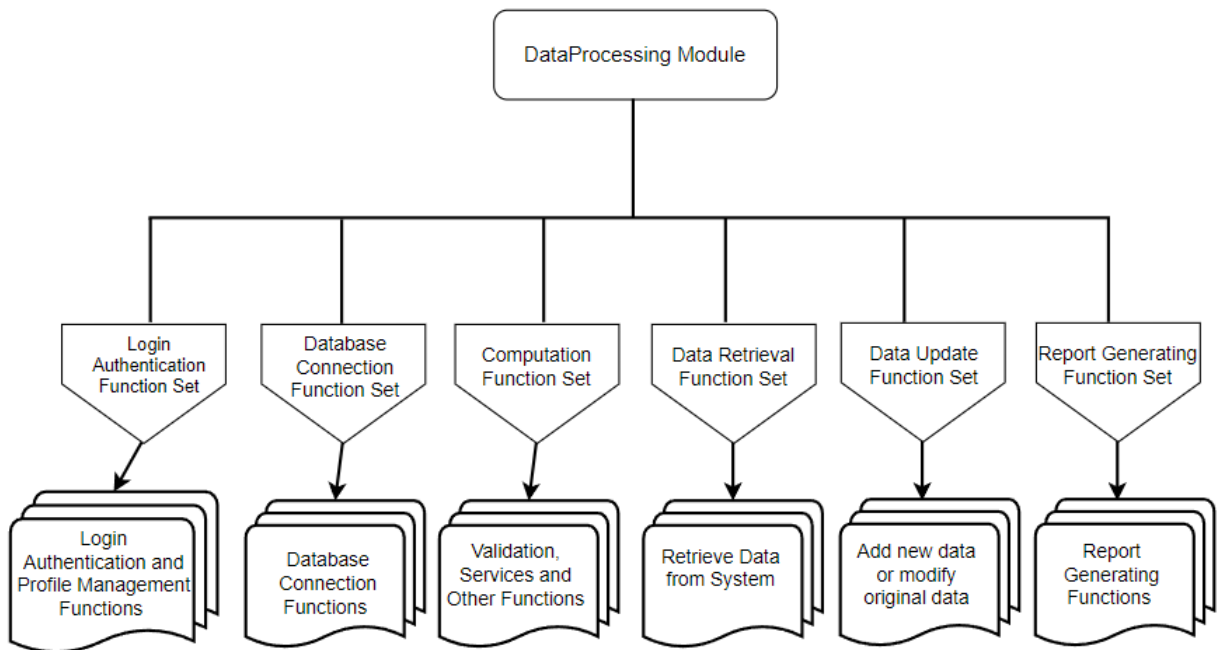 DataProcessing Module
Login
Authentication
Function Set
Database
Connection
Function Set
Computation
Function Set
Data Retrieval
Function Set
Data Update
Function Set
Report Generating
Function Set
Login
Authentication and
Profile Management
Functions
Database
Connection
Functions
Validation,
Services and
Other Functions
Retrieve Data
from System
Add new data
or modify
original data
Report
Generating
Functions